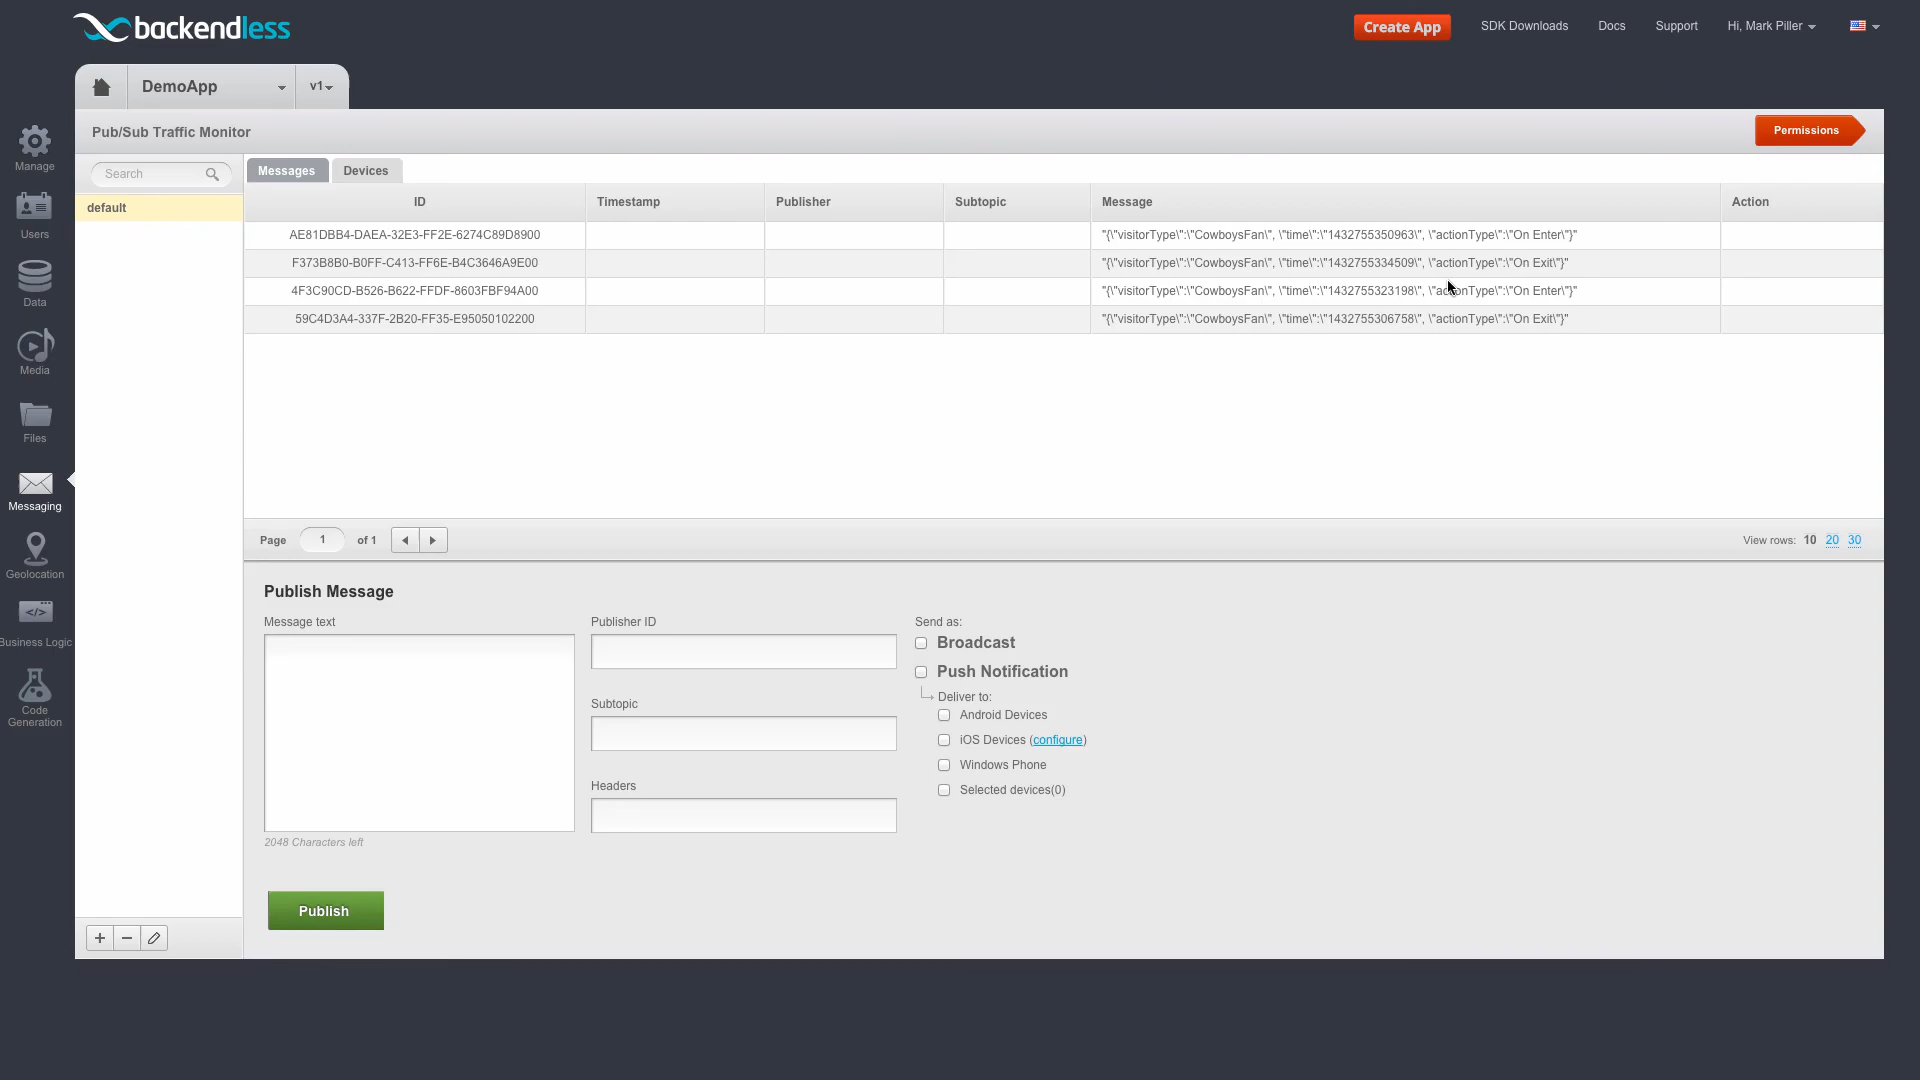 backendless
Create App
SDK Downloads
Docs
Support
Hi, Mark Piller
DemoApp
v1
Pub/Sub Traffic Monitor
Permissions
Manage
Users
Data
Media
Files
Messaging
Geolocation
Business Logic
Code
Generation
Search
default
Messages
Devices
ID Timestamp Publisher Subtopic Message Action
AE81DBB4-DAEA-32E3-FF2E-6274C89D8900 "{\"visitorType\":\"CowboysFan\", \"time\":\"1432755350963\", \"actionType\":\"On Enter\"}"
F373B8B0-B0FF-C413-FF6E-B4C3646A9E00 "{\"visitorType\":\"CowboysFan\", \"time\":\"1432755334509\", \"actionType\":\"On Exit\"}"
4F3C90CD-B526-B622-FFDF-8603FBF94A00 "{\"visitorType\":\"CowboysFan\", \"time\":\"1432755323198\", \"actionType\":\"On Enter\"}"
59C4D3A4-337F-2B20-FF35-E95050102200 "{\"visitorType\":\"CowboysFan\", \"time\":\"1432755306758\", \"actionType\":\"On Exit\"}"
Page 1 of 1
View rows: 10 20 30
Publish Message
Message text
2048 Characters left
Publisher ID
Subtopic
Headers
Send as:
Broadcast
Push Notification
Deliver to:
Android Devices
iOS Devices (configure)
Windows Phone
Selected devices(0)
Publish